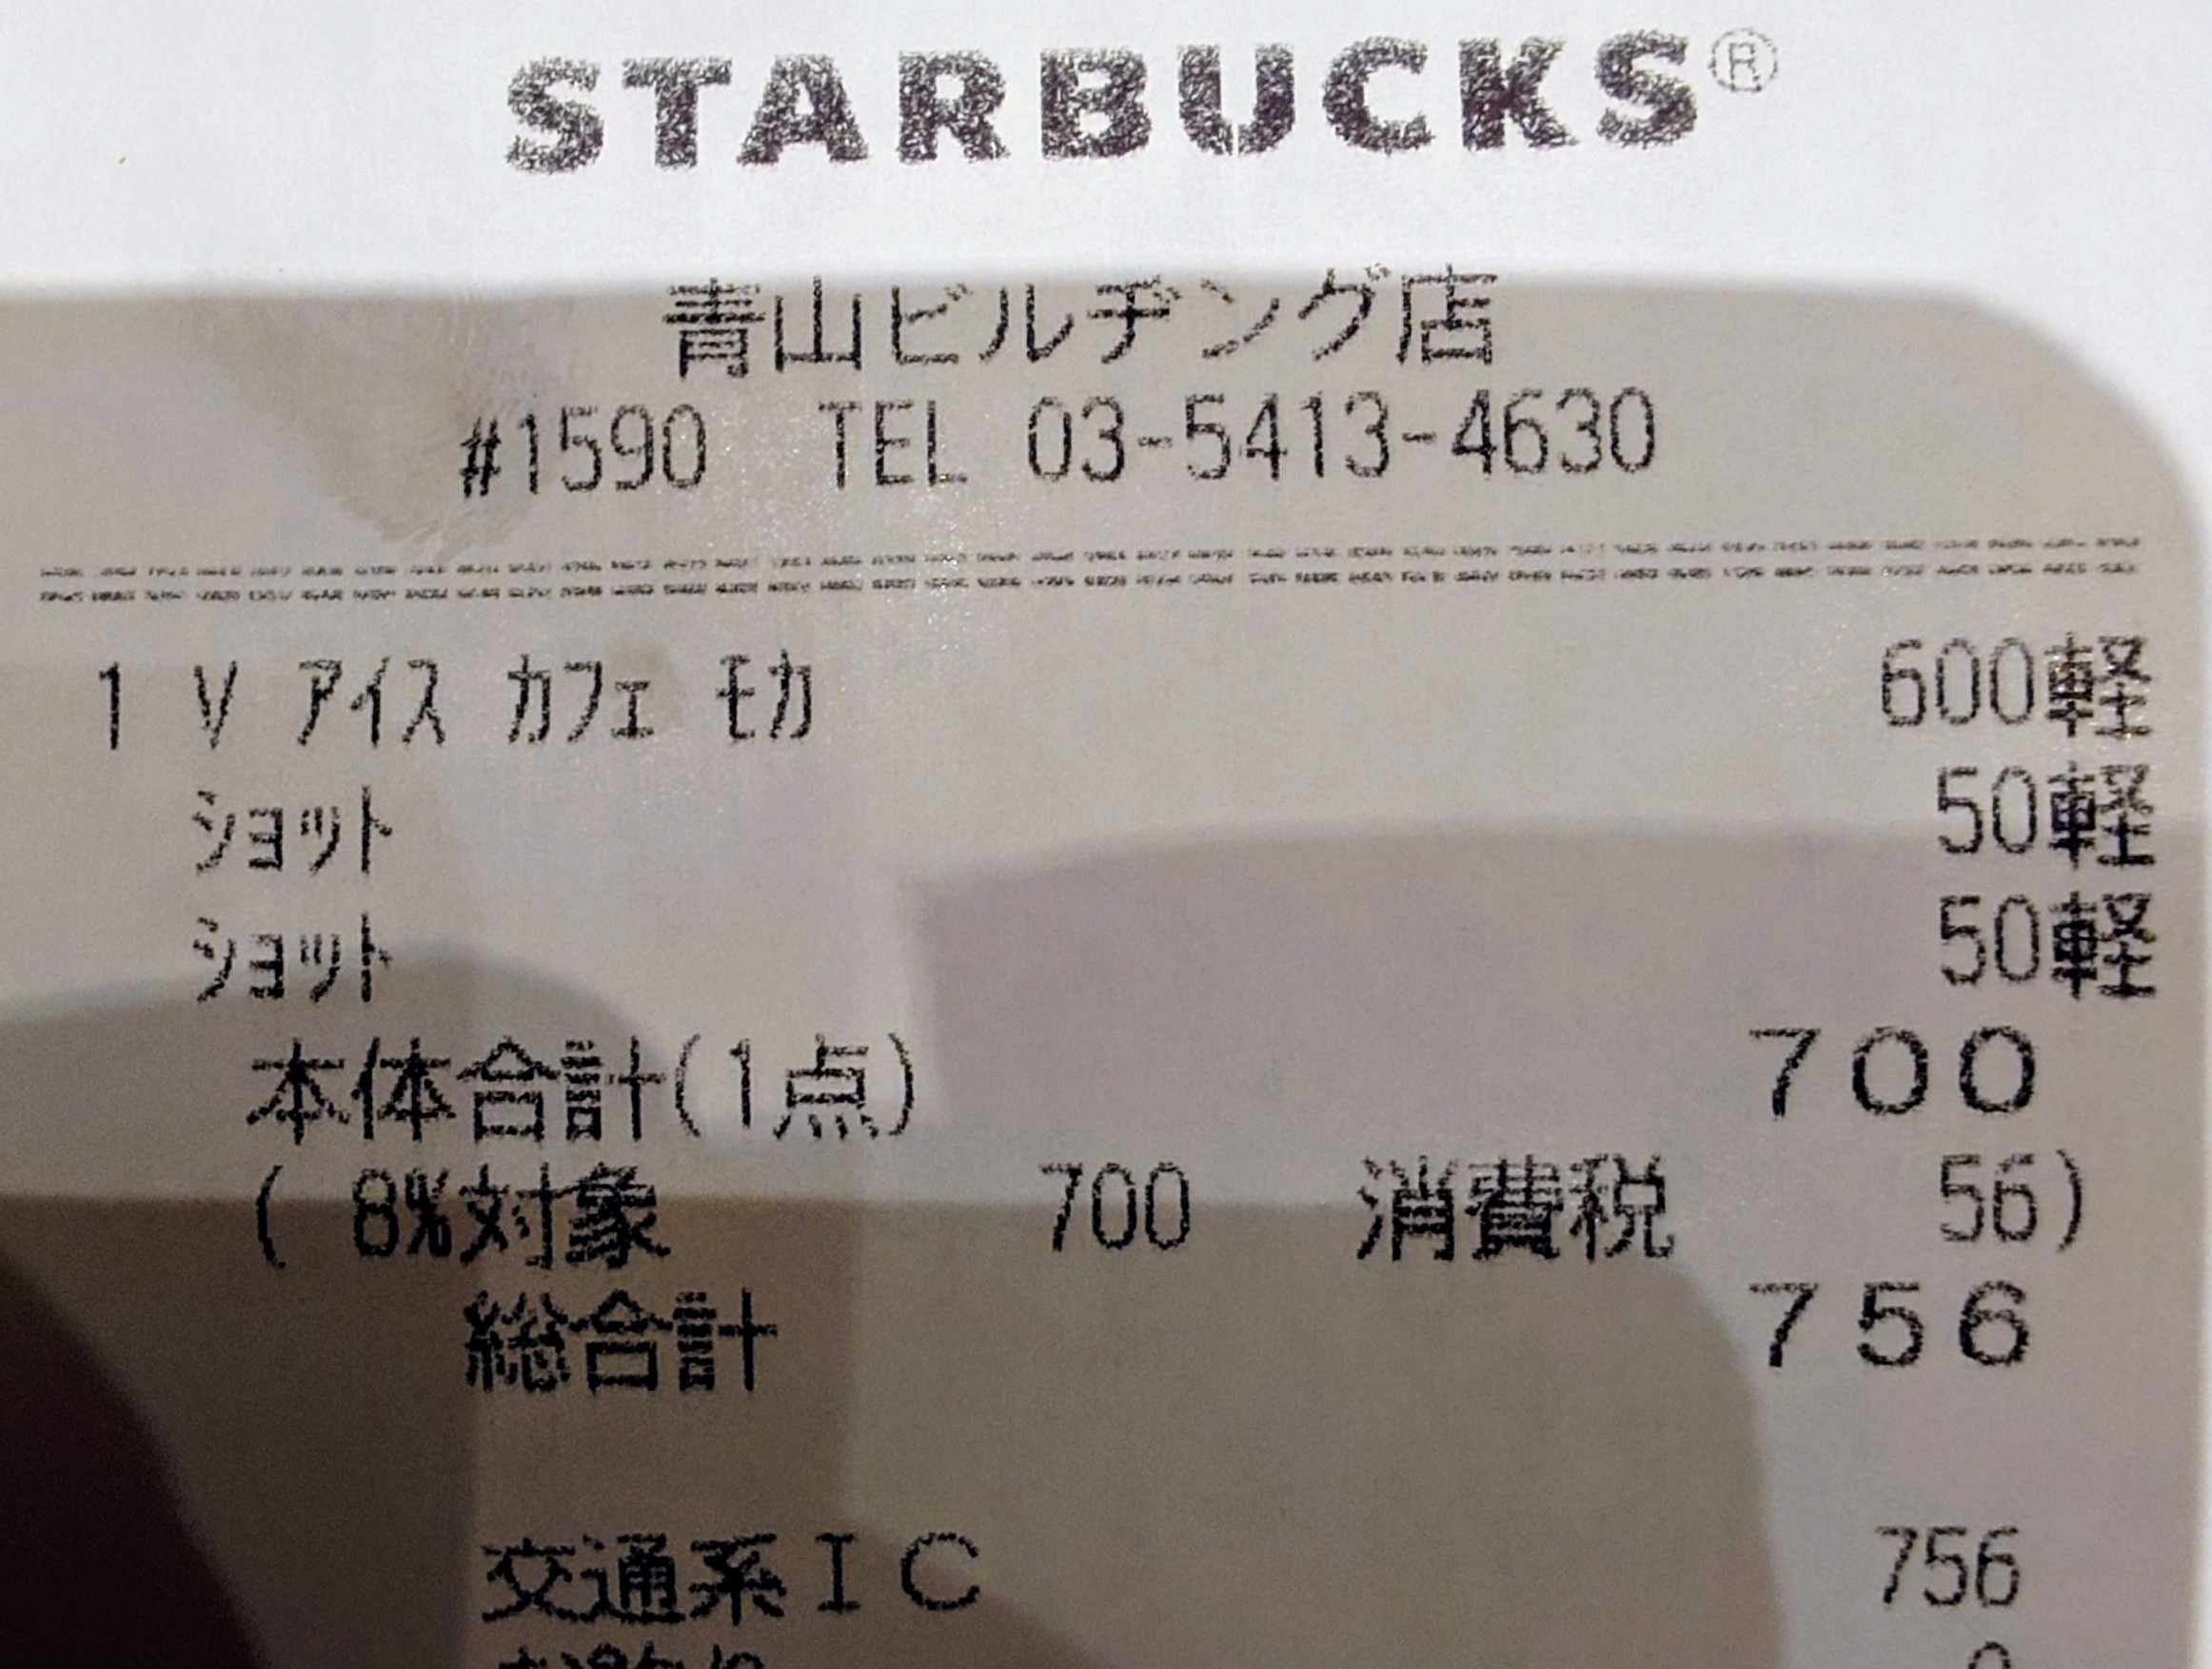 STARBUCKS®
青山ビルヂング店
#1590 TEL 03-5413-4630
1 V アイス カフェ モカ 600軽
ショット 50軽
ショット 50軽
本体合計(1点) 700
( 8%対象 700 消費税 56)
総合計 756
交通系IC 756